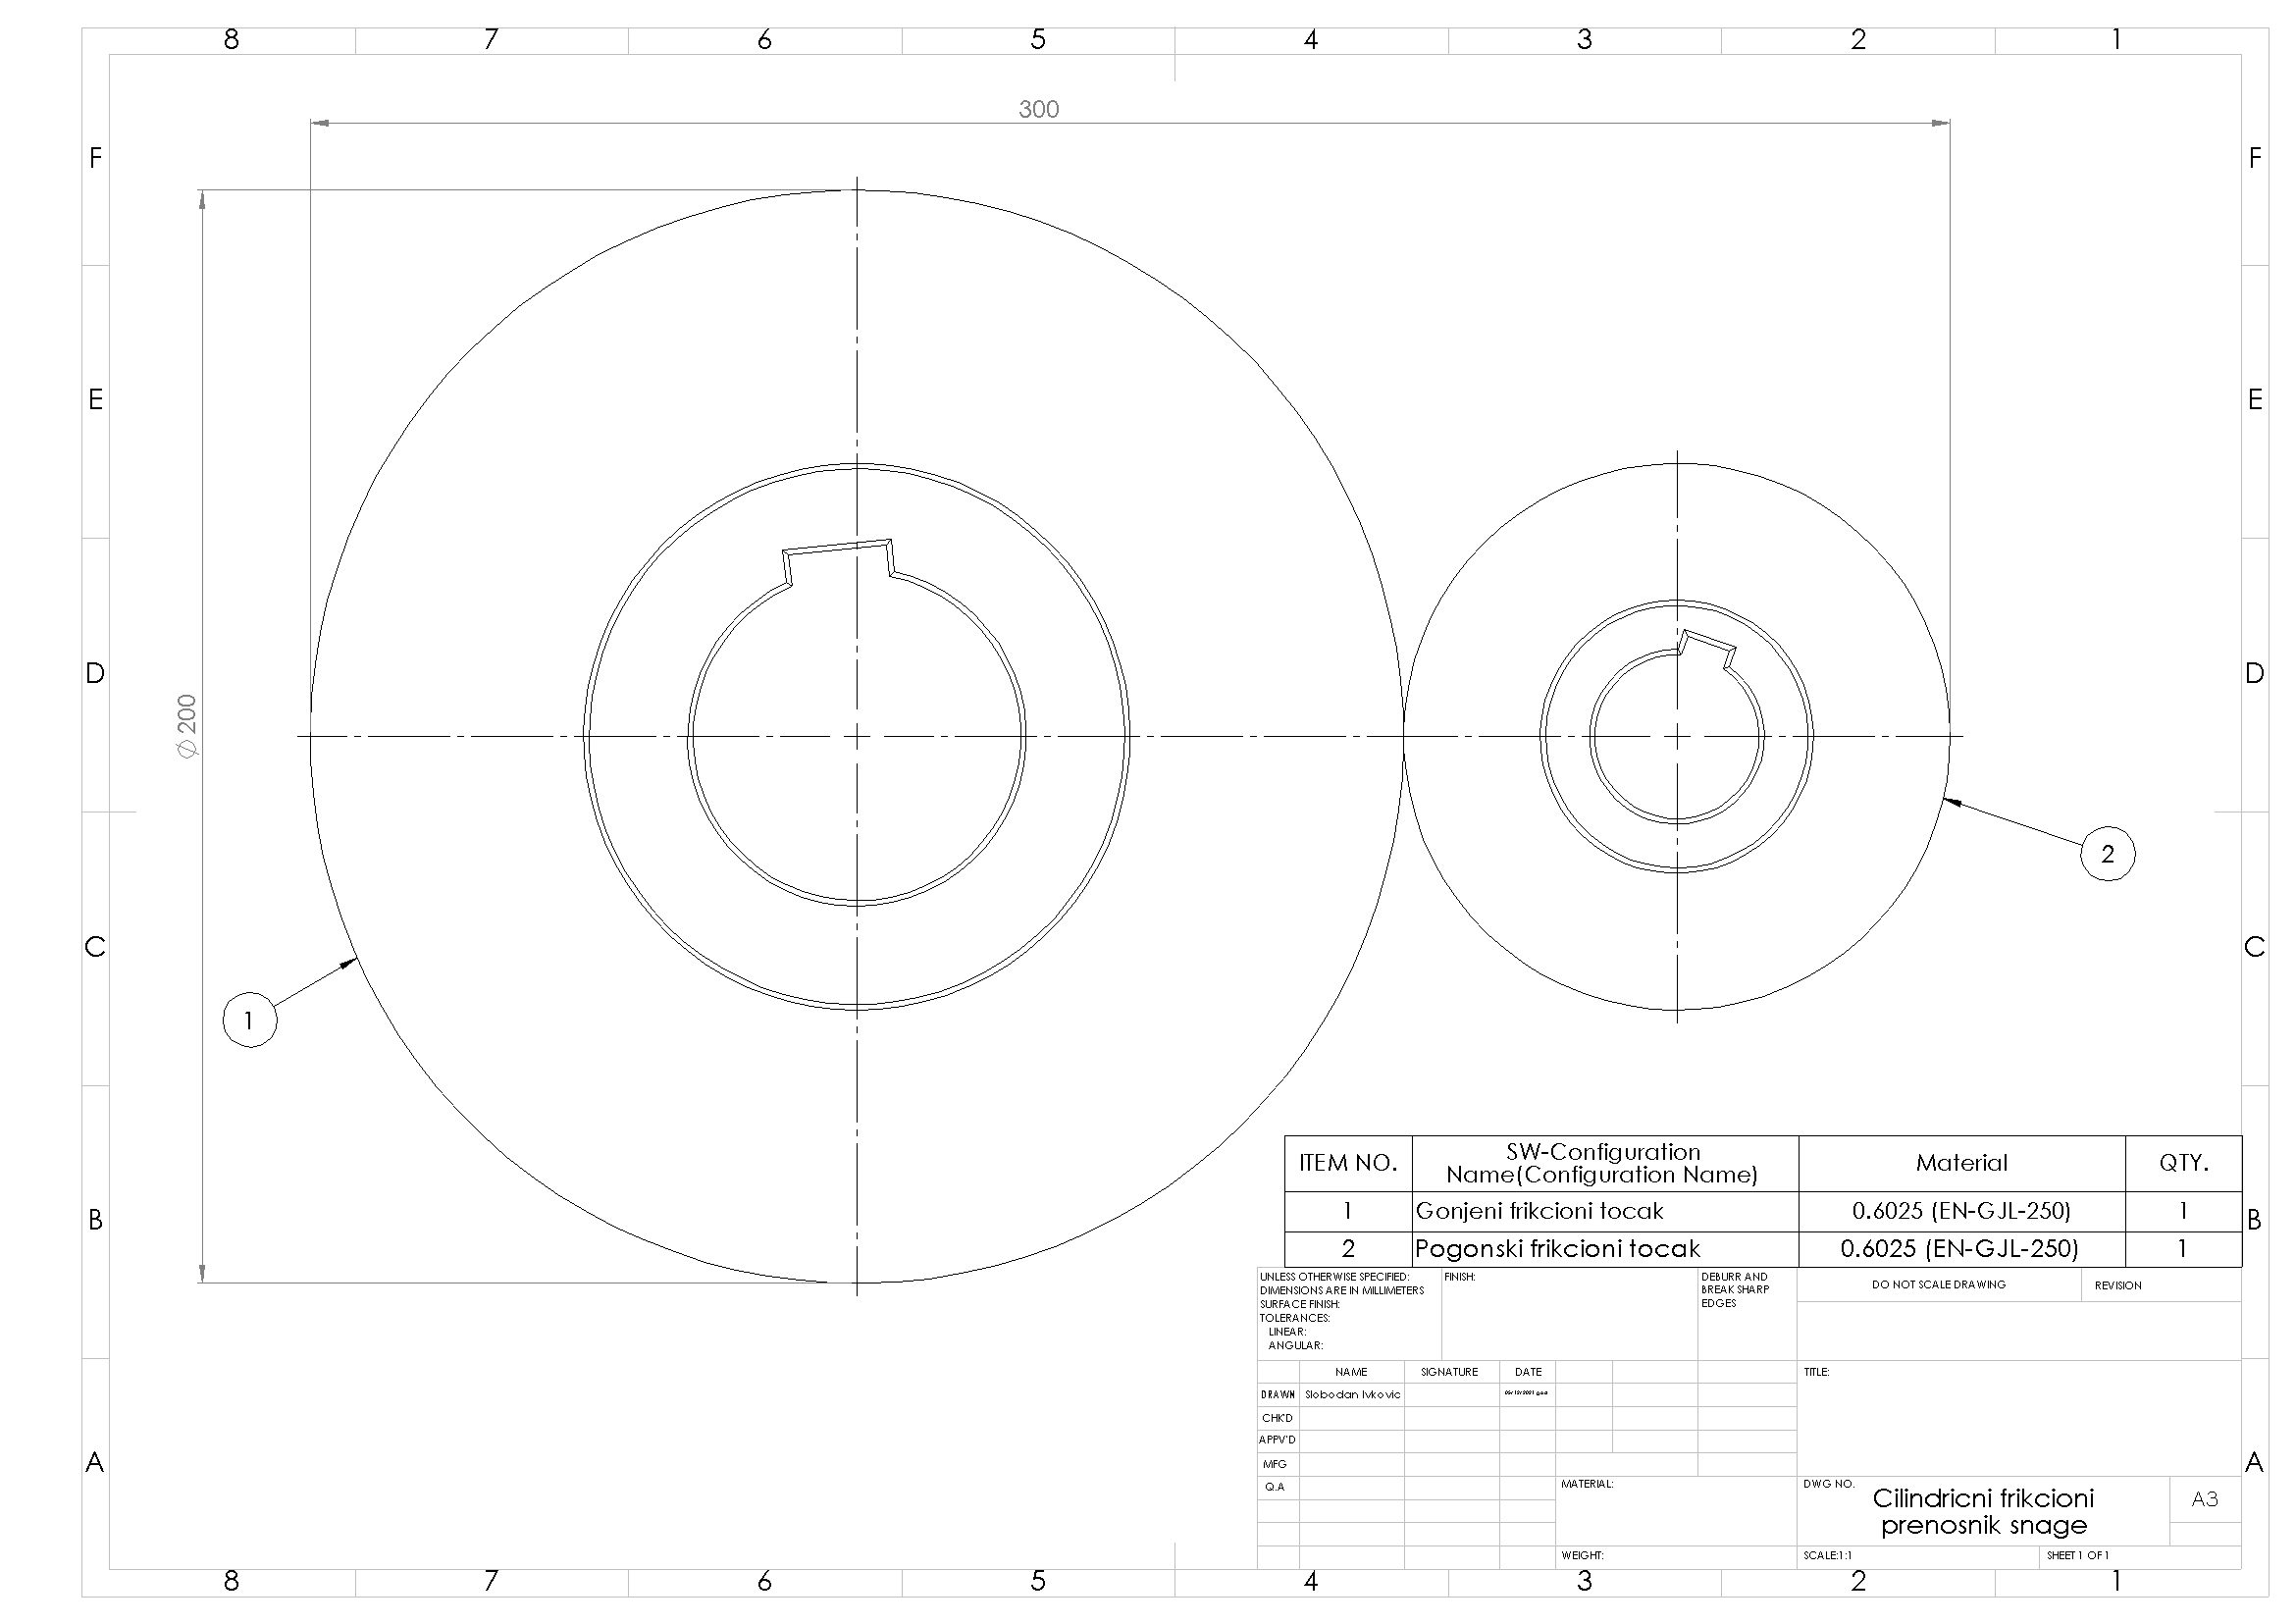 8 7 6 5 4 3 2 1
300
F F
E E
D D
Ø200
2
C C
1
ITEM NO. SW-Configuration Name(Configuration Name) Material QTY.
1 Gonjeni frikcioni tocak 0.6025 (EN-GJL-250) 1
B B
2 Pogonski frikcioni tocak 0.6025 (EN-GJL-250) 1
UNLESS OTHERWISE SPECIFIED:
DIMENSIONS ARE IN MILLIMETERS
SURFACE FINISH:
TOLERANCES:
LINEAR:
ANGULAR:
FINISH:
DEBURR AND
BREAK SHARP
EDGES
DO NOT SCALE DRAWING
REVISION
NAME SIGNATURE DATE
DRAWN Slobodan Ivkovic
CHK'D
APPV'D
MFG
Q.A
TITLE:
A A
MATERIAL:
DWG NO.
Cilindricni frikcioni
prenosnik snage
A3
WEIGHT:
SCALE:1:1
SHEET 1 OF 1
8 7 6 5 4 3 2 1